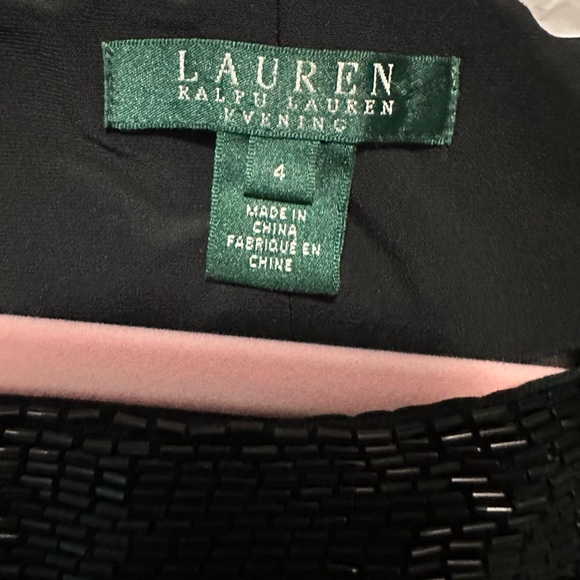 LAUREN
RALPH LAUREN
EVENING
4
MADE IN
CHINA
FABRIQUE EN
CHINE